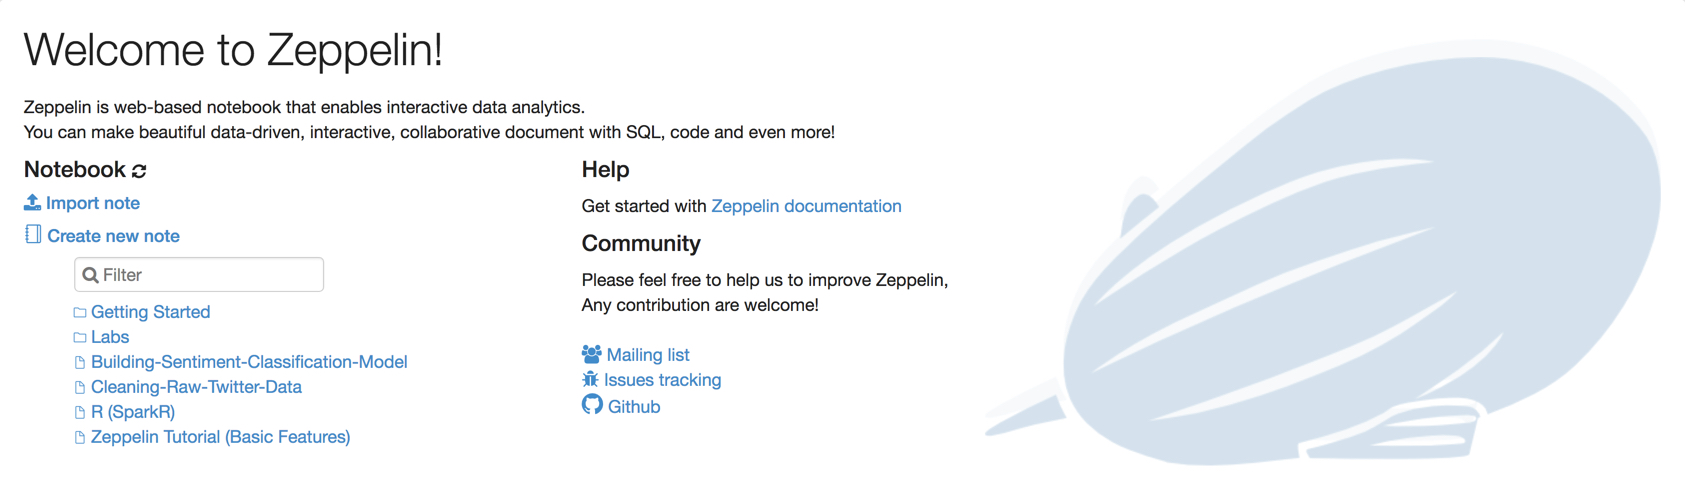 Welcome to Zeppelin!
Zeppelin is web-based notebook that enables interactive data analytics.
You can make beautiful data-driven, interactive, collaborative document with SQL, code and even more!
Notebook
Import note
Create new note
Filter
Getting Started
Labs
Building-Sentiment-Classification-Model
Cleaning-Raw-Twitter-Data
R (SparkR)
Zeppelin Tutorial (Basic Features)
Help
Get started with Zeppelin documentation
Community
Please feel free to help us to improve Zeppelin,
Any contribution are welcome!
Mailing list
Issues tracking
Github